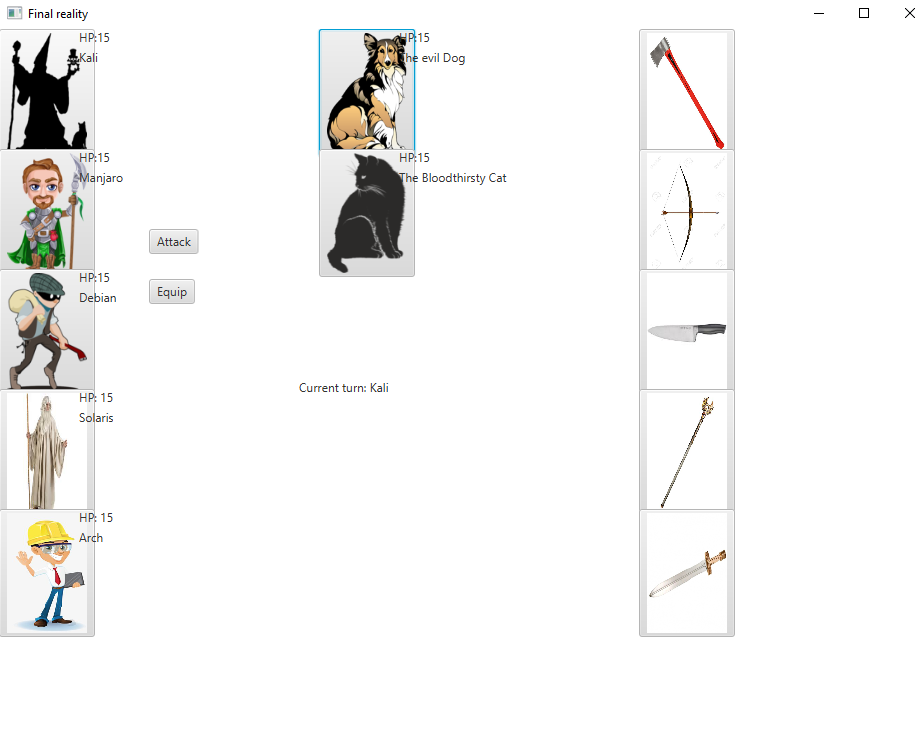 Final reality
HP:15
Kali
HP:15
The evil Dog
HP:15
Manjaro
HP:15
The Bloodthirsty Cat
Attack
HP:15
Debian
Equip
Current turn: Kali
HP: 15
Solaris
HP: 15
Arch